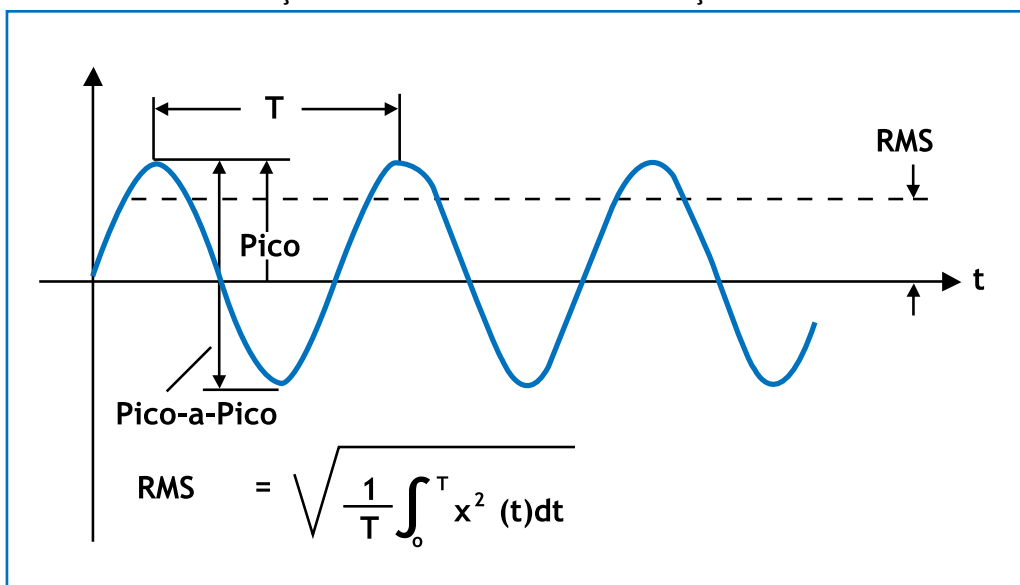 T
RMS
Pico
t
Pico-a-Pico
RMS = √ 1/T ∫₀ᵀ x² (t)dt